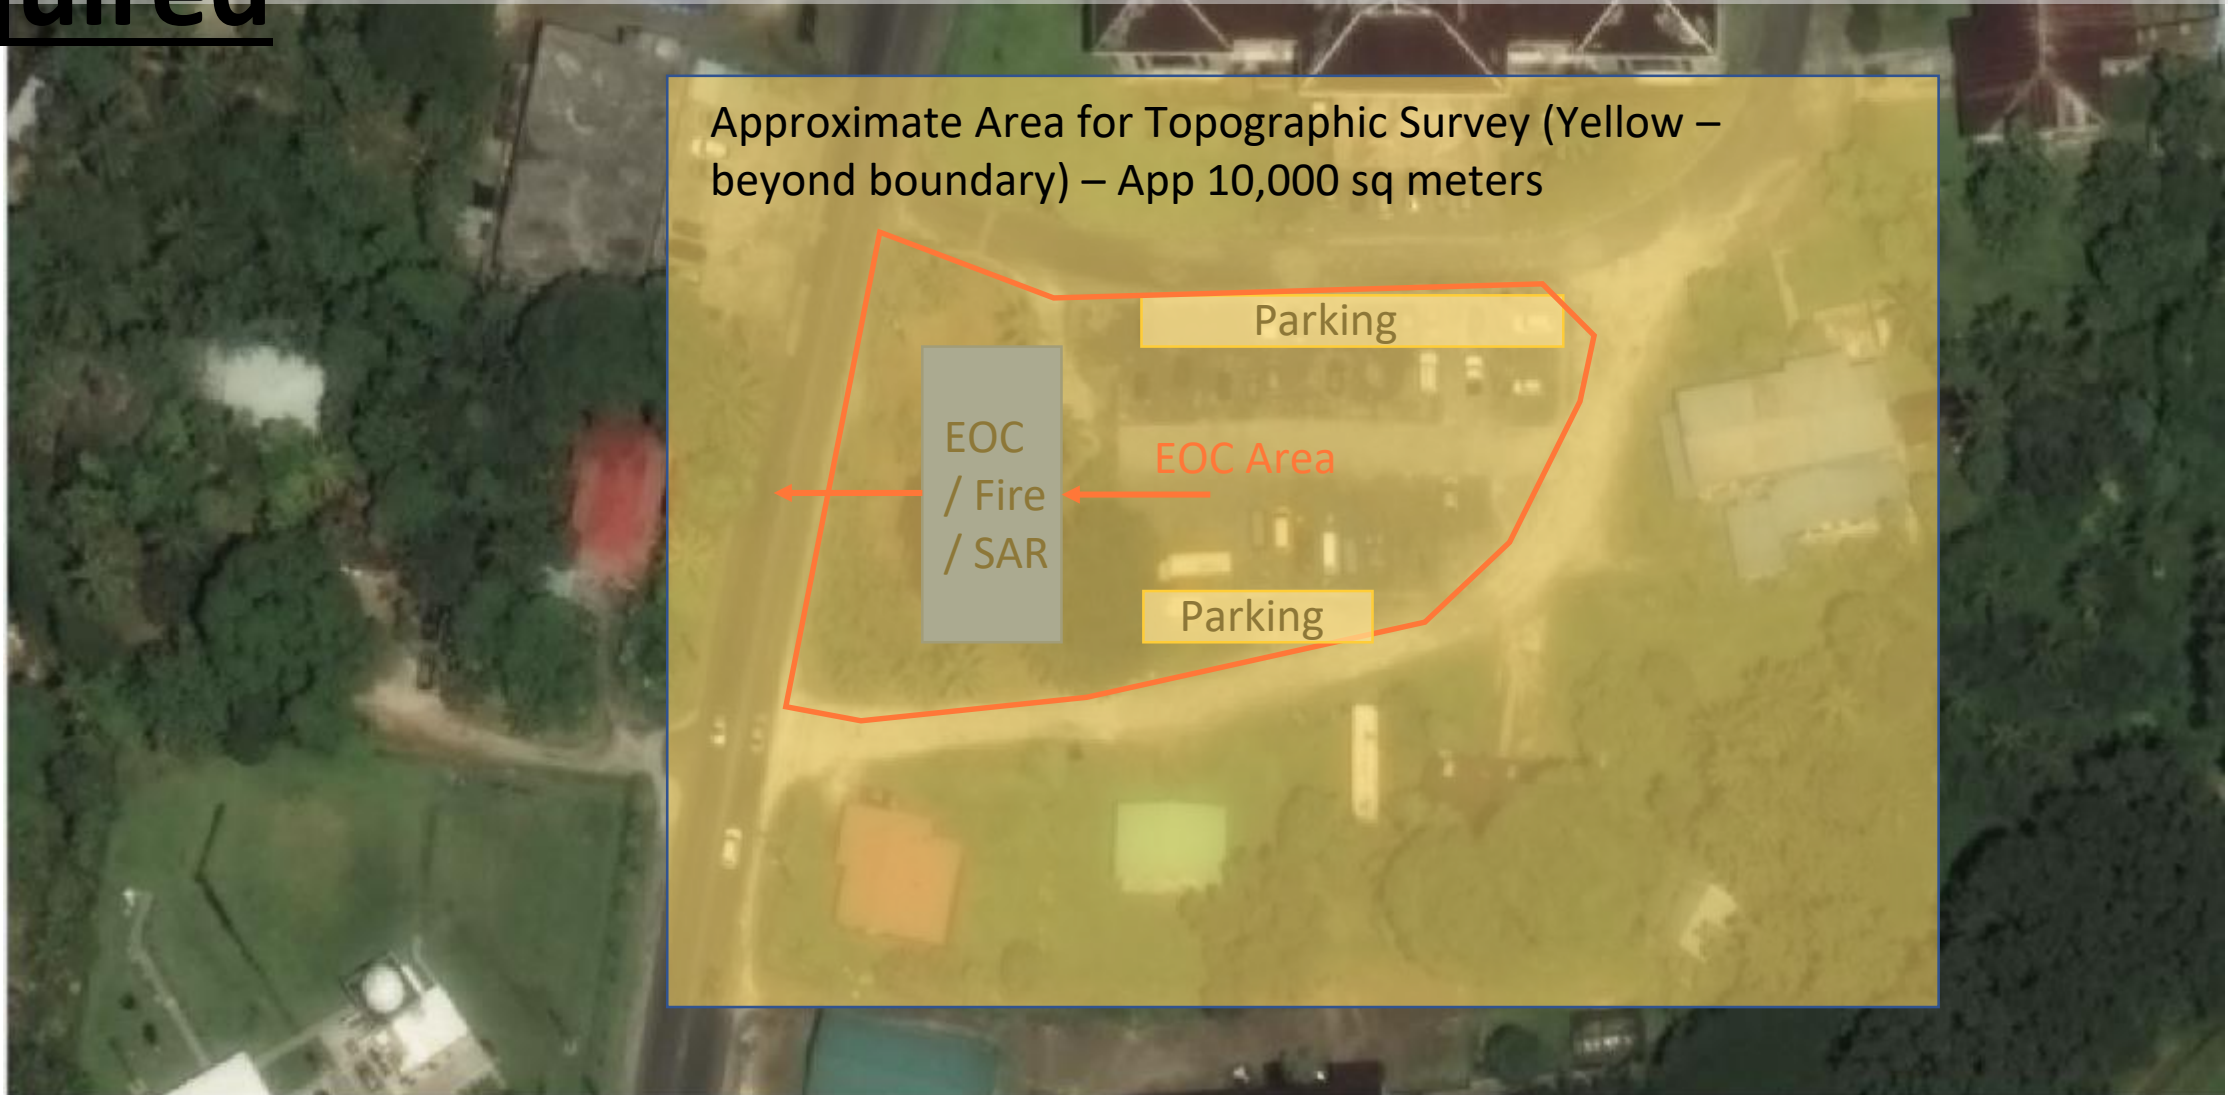 Approximate Area for Topographic Survey (Yellow –
beyond boundary) – App 10,000 sq meters
Parking
EOC
/ Fire
/ SAR
EOC Area
Parking